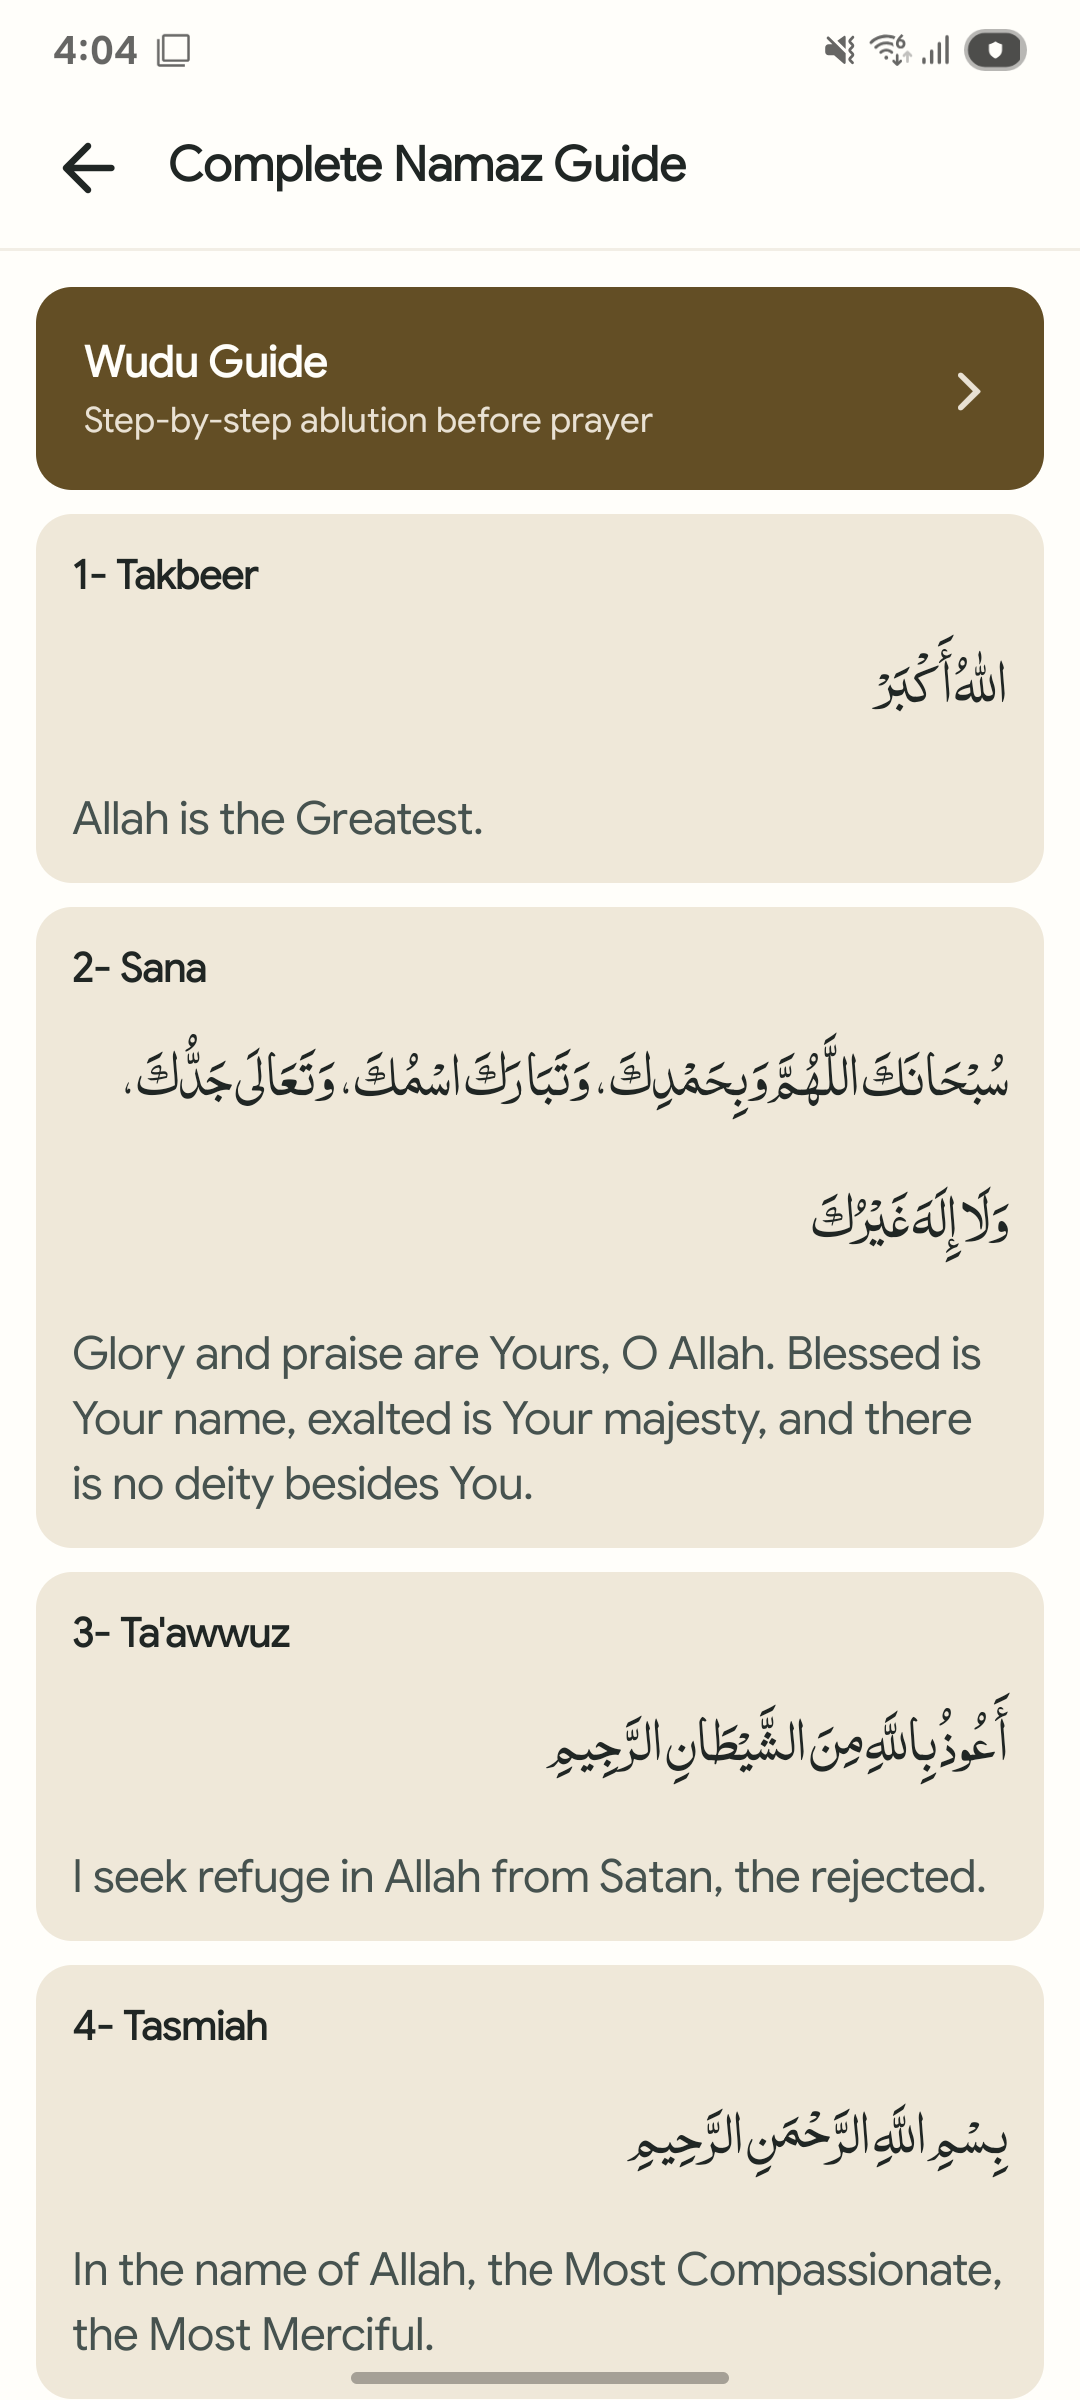 4:04
6
Complete Namaz Guide
Wudu Guide
Step-by-step ablution before prayer
1- Takbeer
اللهُ أَكْبَرْ
Allah is the Greatest.
2- Sana
سُبْحَانَكَ اللَّهُمَّ وَبِحَمْدِكَ، وَتَبَارَكَ اسْمُكَ، وَتَعَالَى جَدُّكَ،
وَلَا إِلَهَ غَيْرُكَ
Glory and praise are Yours, O Allah. Blessed is
Your name, exalted is Your majesty, and there
is no deity besides You.
3- Ta'awwuz
أَعُوذُ بِاللَّهِ مِنَ الشَّيْطَانِ الرَّجِيمِ
I seek refuge in Allah from Satan, the rejected.
4- Tasmiah
بِسْمِ اللَّهِ الرَّحْمَنِ الرَّحِيمِ
In the name of Allah, the Most Compassionate,
the Most Merciful.